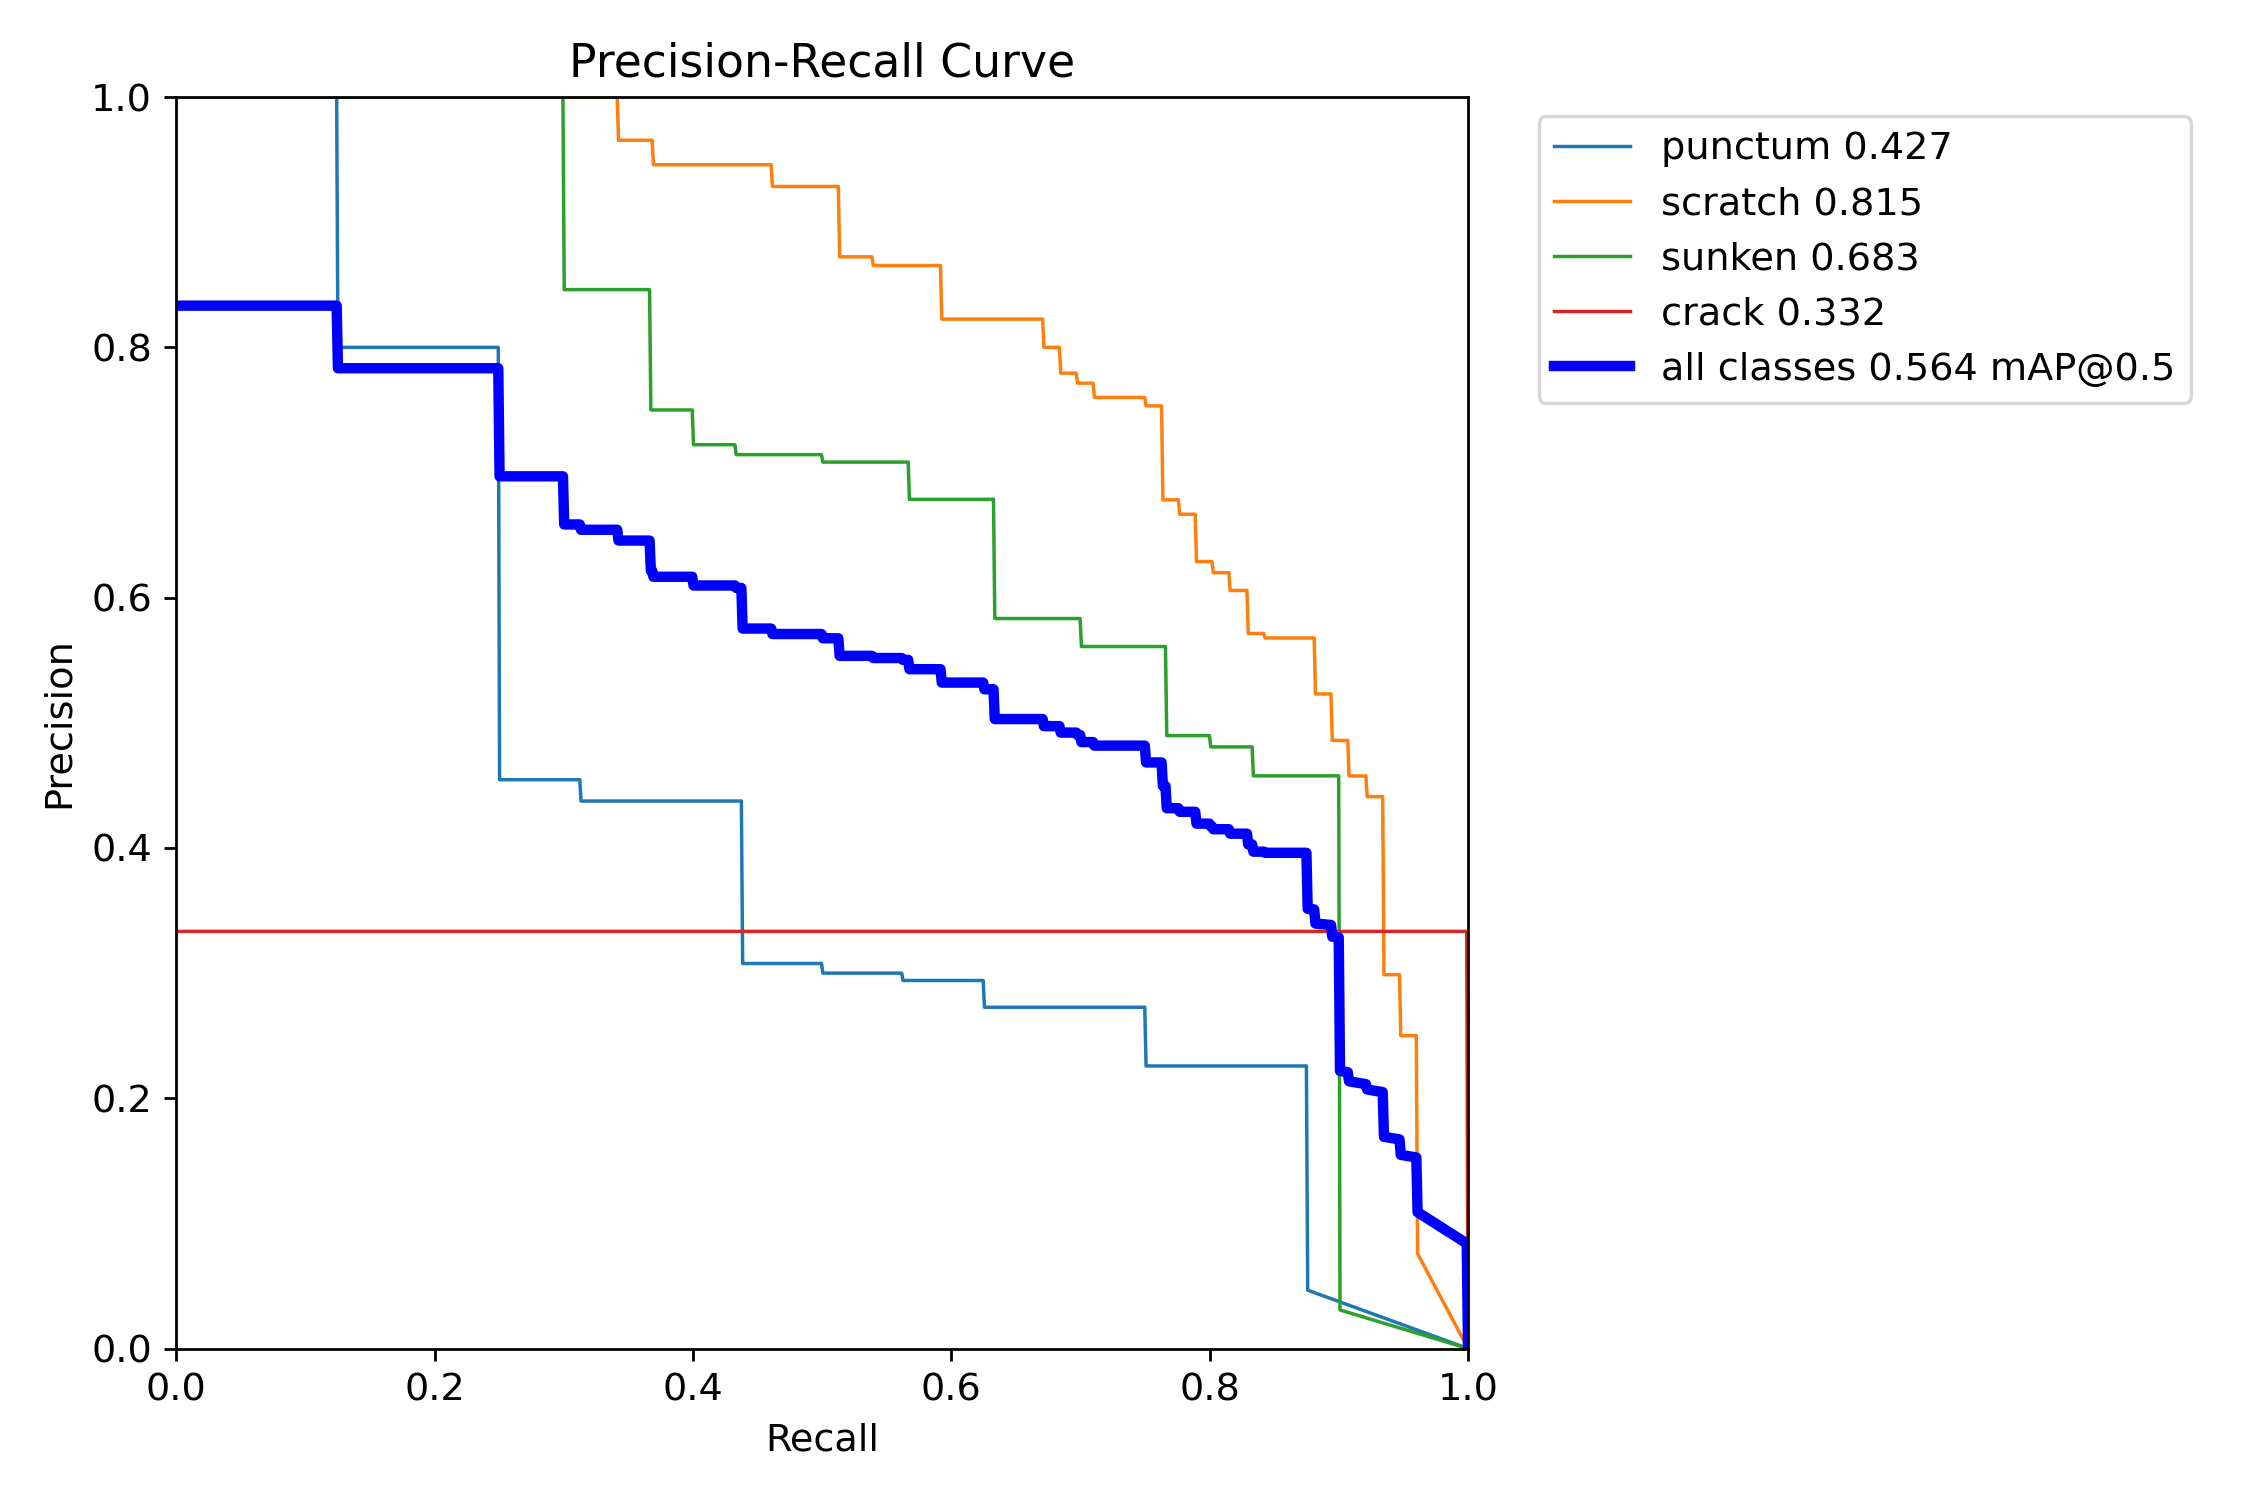 Precision-Recall Curve
1.0
0.8
0.6
0.4
0.2
0.0
Precision
0.0 0.2 0.4 0.6 0.8 1.0
Recall
punctum 0.427
scratch 0.815
sunken 0.683
crack 0.332
all classes 0.564 mAP@0.5